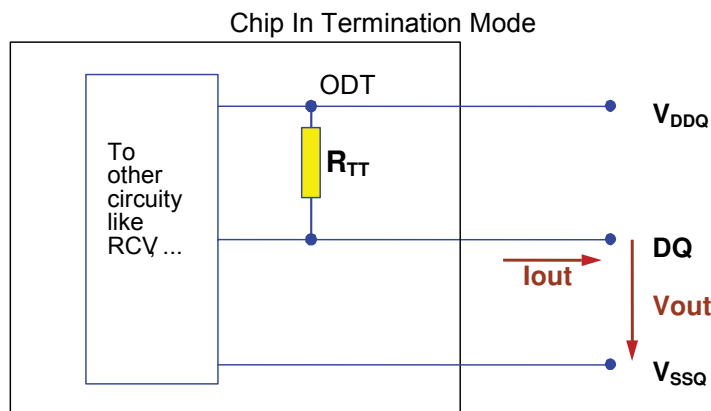 Chip In Termination Mode
ODT
VDDQ
To
other
circuity
like
RCV, ...
RTT
DQ
Iout
Vout
VSSQ